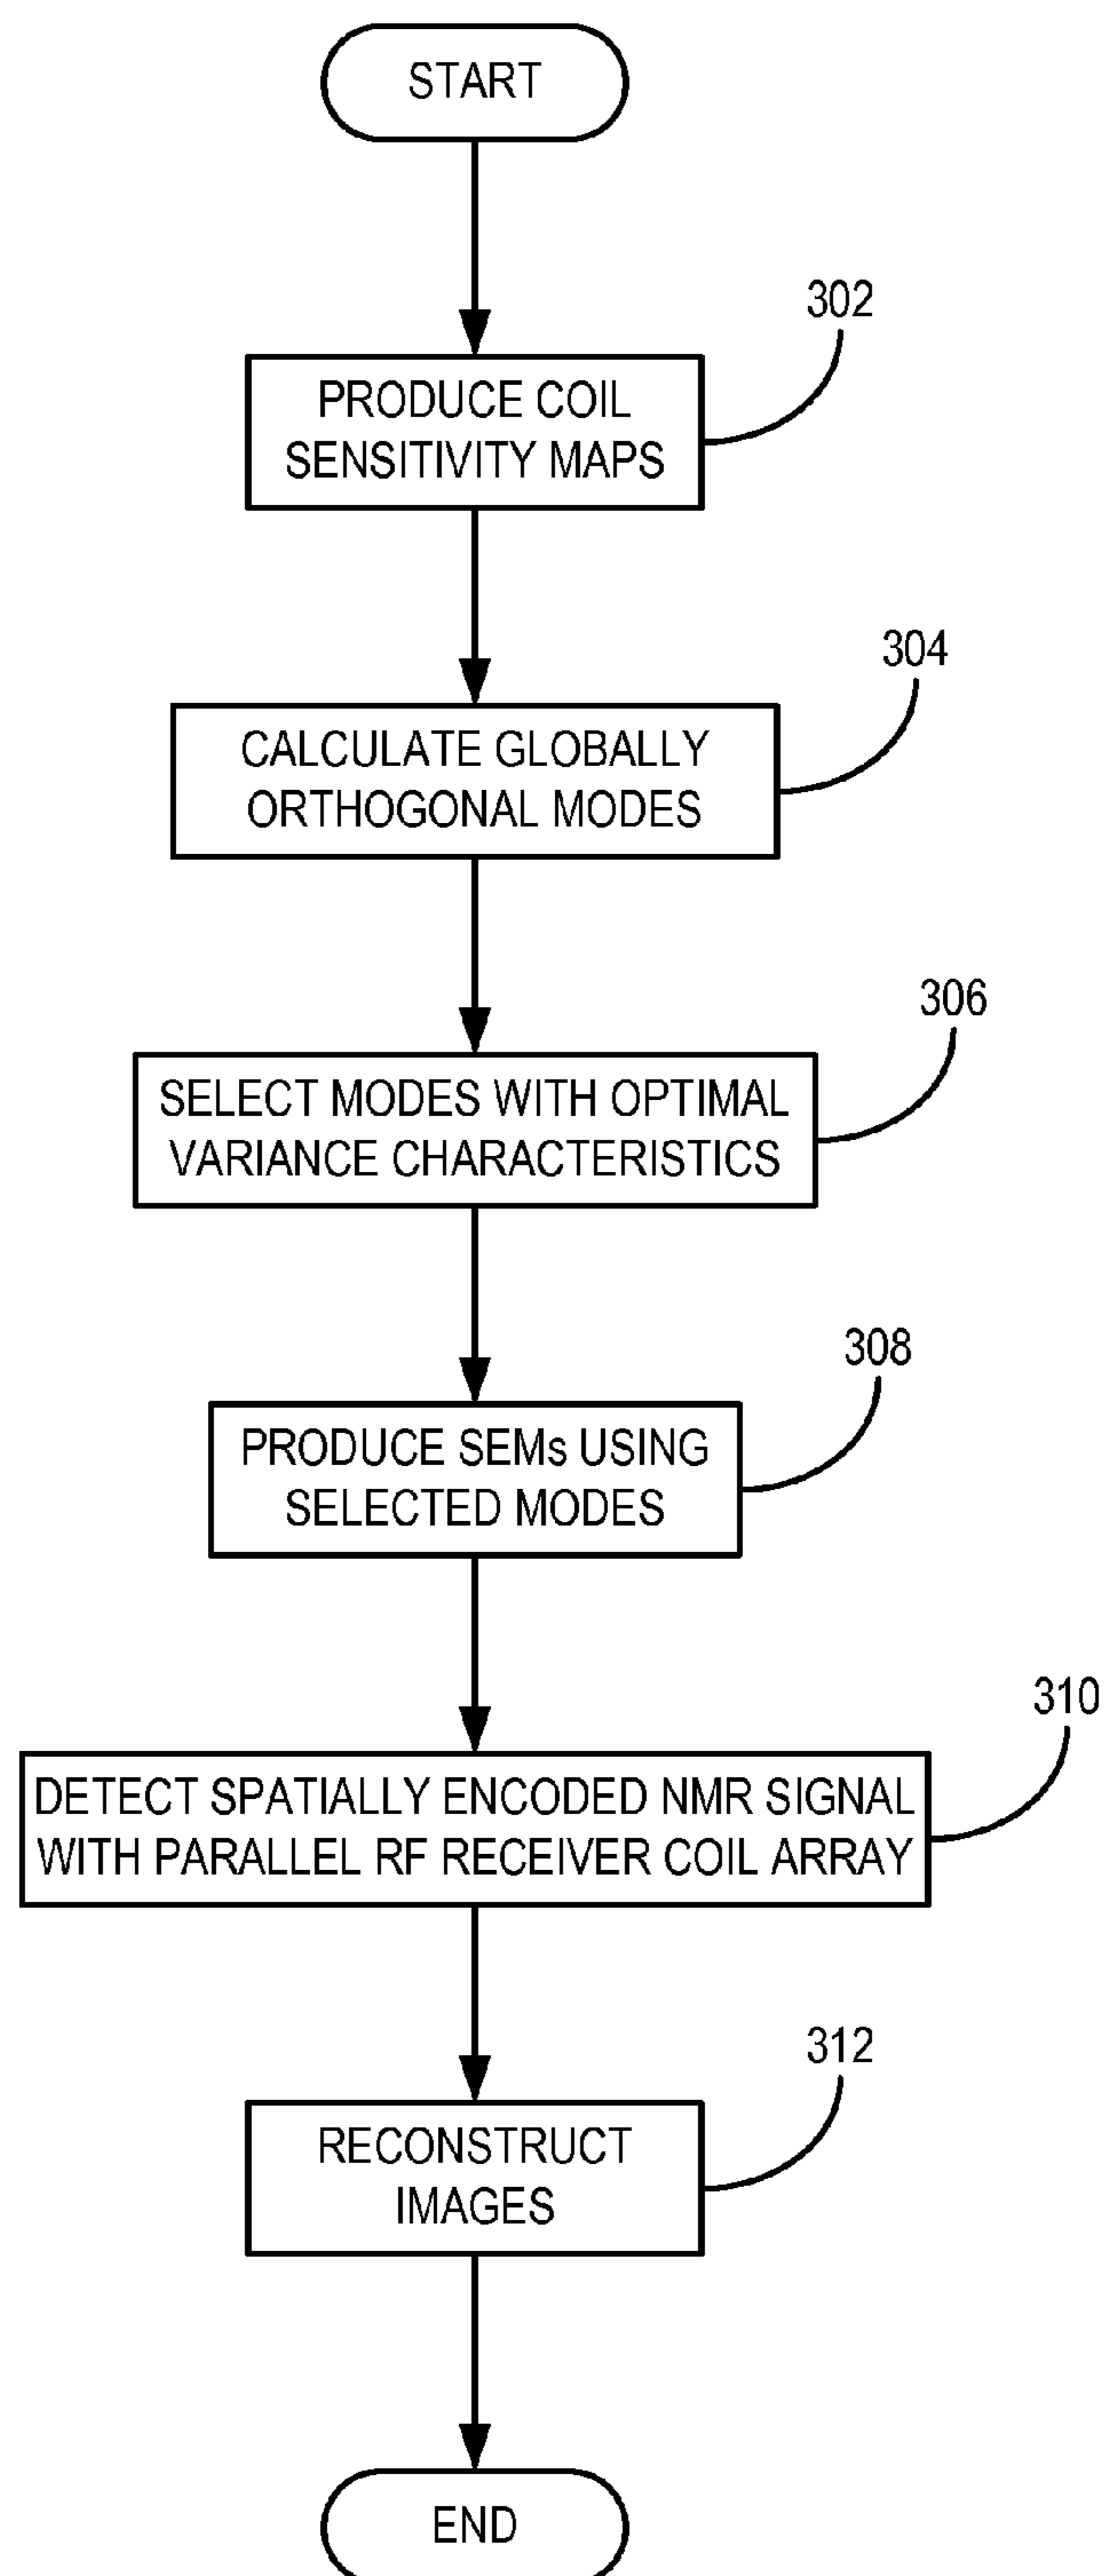 START
302
PRODUCE COIL
SENSITIVITY MAPS
304
CALCULATE GLOBALLY
ORTHOGONAL MODES
306
SELECT MODES WITH OPTIMAL
VARIANCE CHARACTERISTICS
308
PRODUCE SEMs USING
SELECTED MODES
310
DETECT SPATIALLY ENCODED NMR SIGNAL
WITH PARALLEL RF RECEIVER COIL ARRAY
312
RECONSTRUCT
IMAGES
END